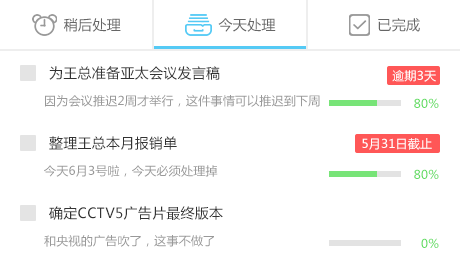 稍后处理 今天处理 已完成
为王总准备亚太会议发言稿 逾期3天
因为会议推迟2周才举行，这件事情可以推迟到下周 80%
整理王总本月报销单 5月31日截止
今天6月3号啦，今天必须处理掉 80%
确定CCTV5广告片最终版本
和央视的广告吹了，这事不做了 0%